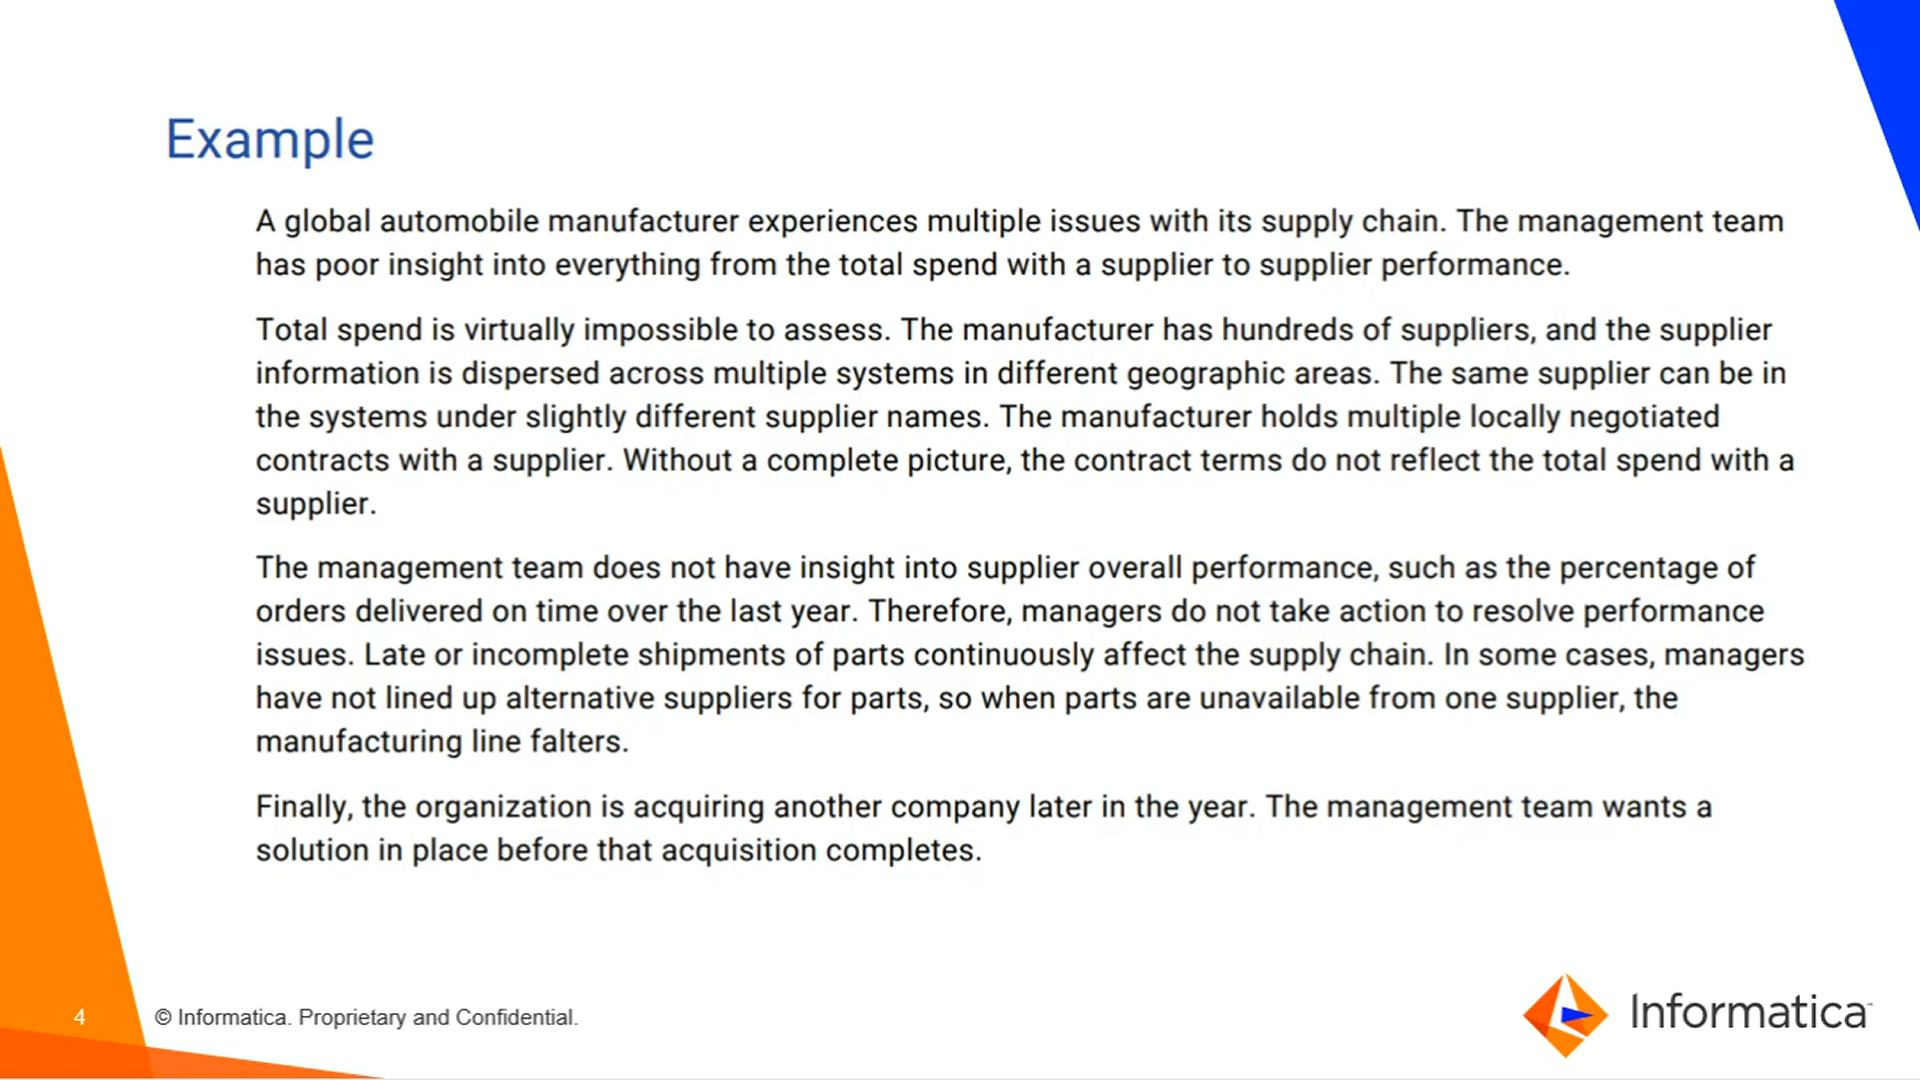 Example
A global automobile manufacturer experiences multiple issues with its supply chain. The management team
has poor insight into everything from the total spend with a supplier to supplier performance.
Total spend is virtually impossible to assess. The manufacturer has hundreds of suppliers, and the supplier
information is dispersed across multiple systems in different geographic areas. The same supplier can be in
the systems under slightly different supplier names. The manufacturer holds multiple locally negotiated
contracts with a supplier. Without a complete picture, the contract terms do not reflect the total spend with a
supplier.
The management team does not have insight into supplier overall performance, such as the percentage of
orders delivered on time over the last year. Therefore, managers do not take action to resolve performance
issues. Late or incomplete shipments of parts continuously affect the supply chain. In some cases, managers
have not lined up alternative suppliers for parts, so when parts are unavailable from one supplier, the
manufacturing line falters.
Finally, the organization is acquiring another company later in the year. The management team wants a
solution in place before that acquisition completes.
4
© Informatica. Proprietary and Confidential.
Informatica™